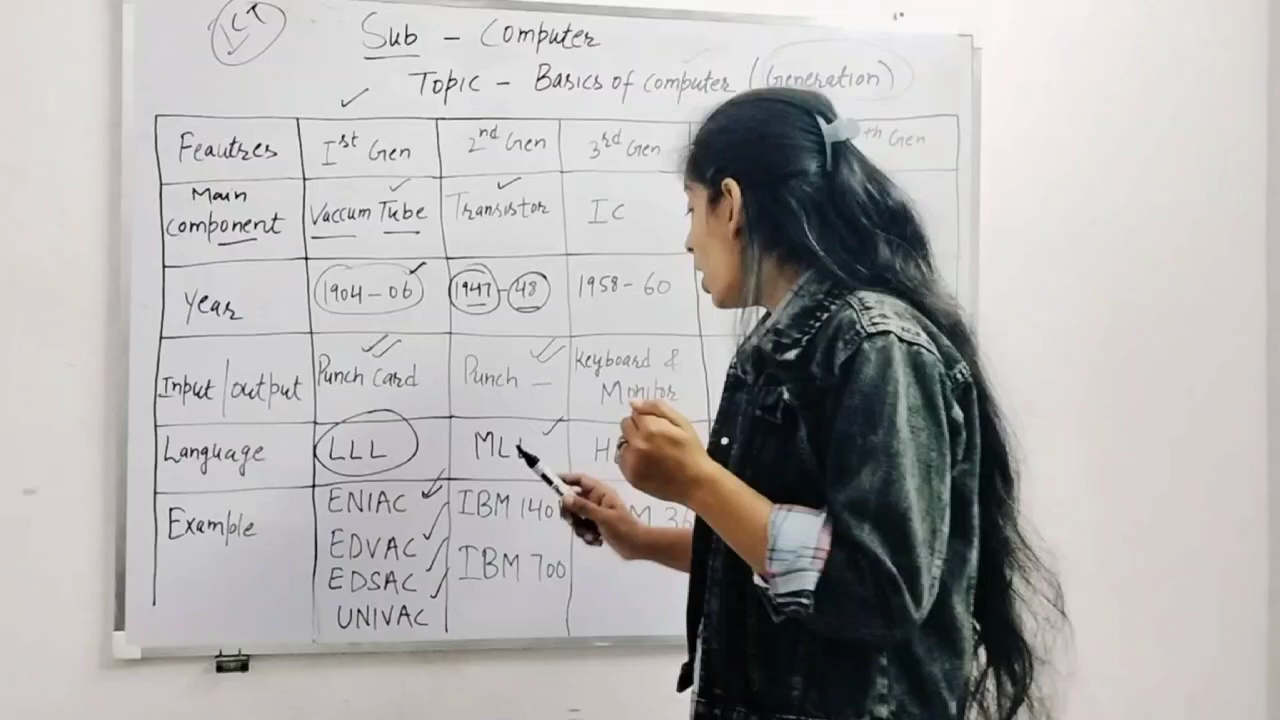 ICT
Sub - Computer
Topic - Basics of computer (Generation)
Feautres Ist Gen 2nd Gen 3rd Gen th Gen
Main component Vaccum Tube Transistor IC
Year 1904-06 1947-48 1958-60
Input/output Punch Card Punch - Keyboard & Monitor
Language LLL MLL
Example ENIAC IBM 140
EDVAC IBM 700
EDSAC
UNIVAC